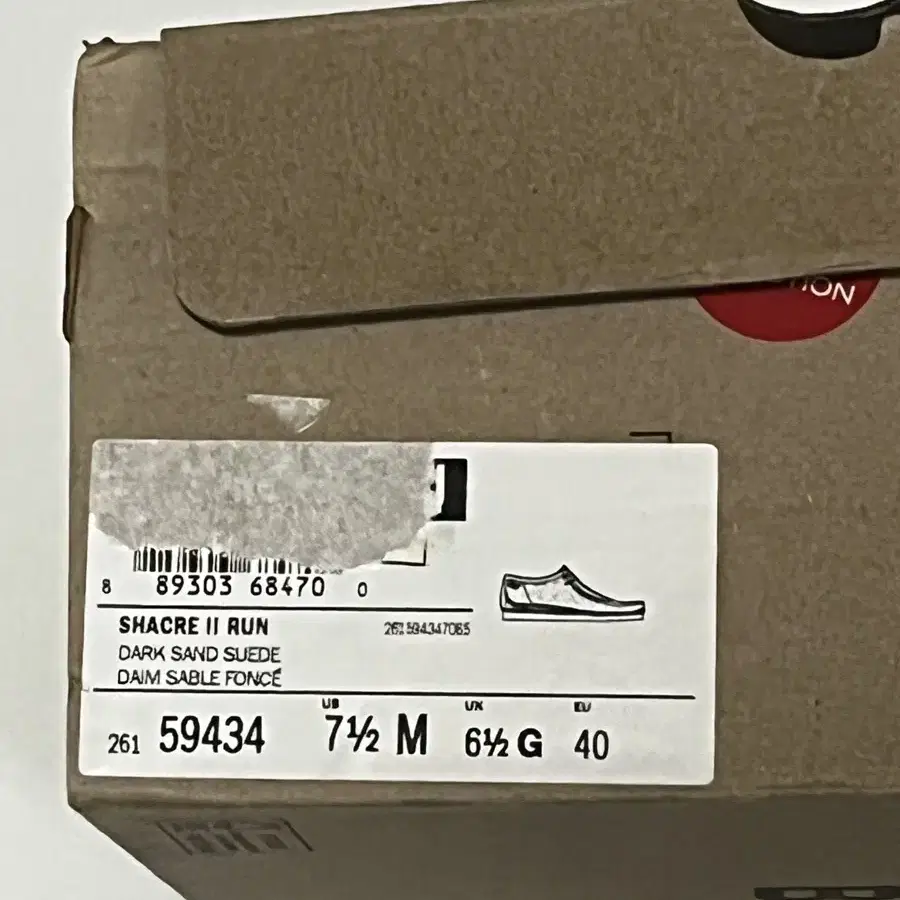 ION
8 89303 68470 0
SHACRE II RUN
DARK SAND SUEDE
DAIM SABLE FONCÉ
US UK EU
261 59434 7½ M 6½ G 40